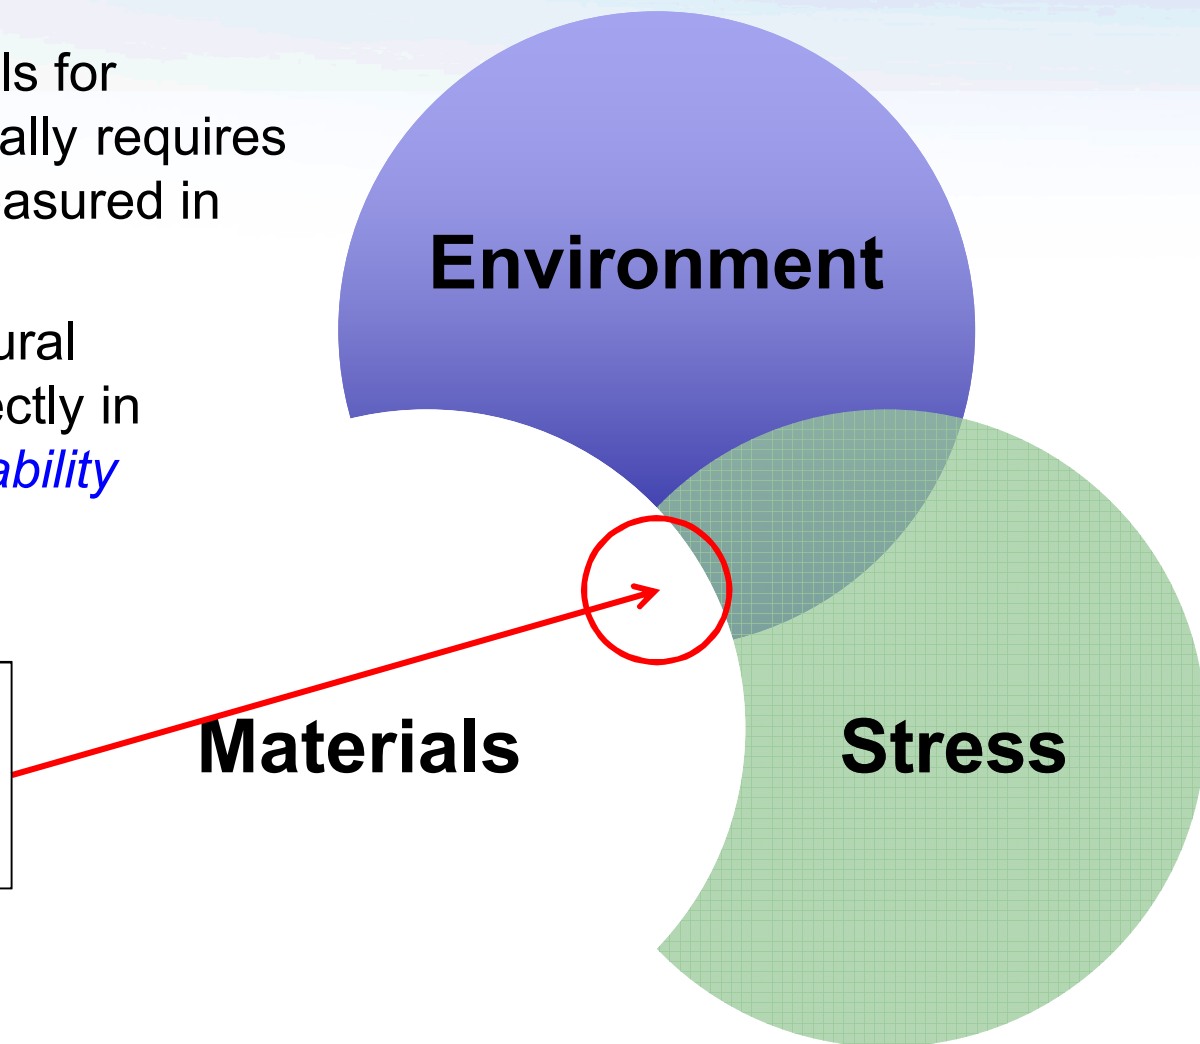 ls for
ally requires
asured in
ural
ectly in
ability
Environment
Materials
Stress